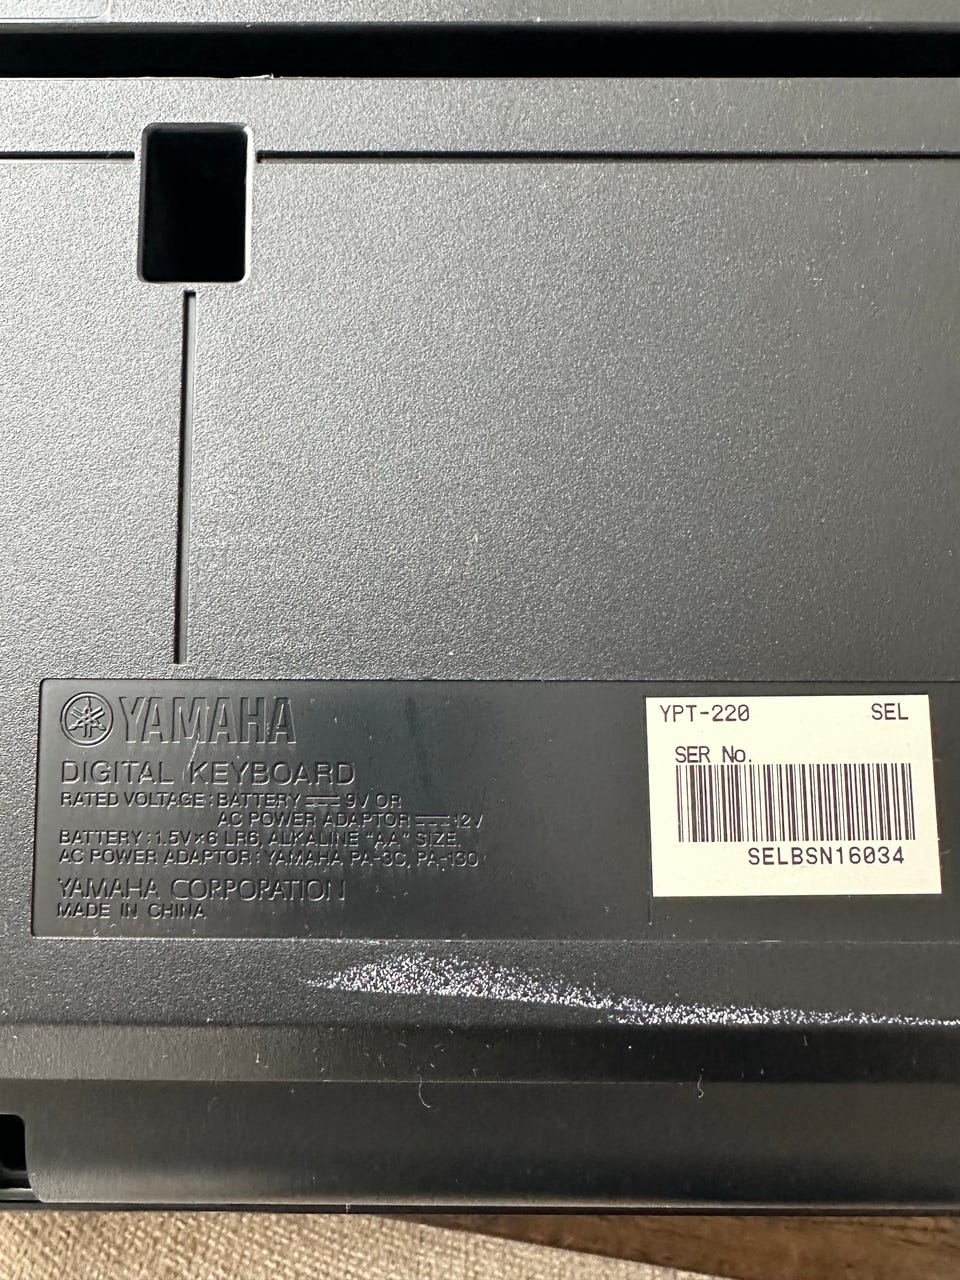 YAMAHA
DIGITAL KEYBOARD
RATED VOLTAGE : BATTERY ⎓ 9V OR
AC POWER ADAPTOR ⎓ 12V
BATTERY : 1.5V×6 LR6, ALKALINE "AA" SIZE.
AC POWER ADAPTOR : YAMAHA PA-3C, PA-130
YAMAHA CORPORATION
MADE IN CHINA
YPT-220 SEL
SER No.
SELBSN16034